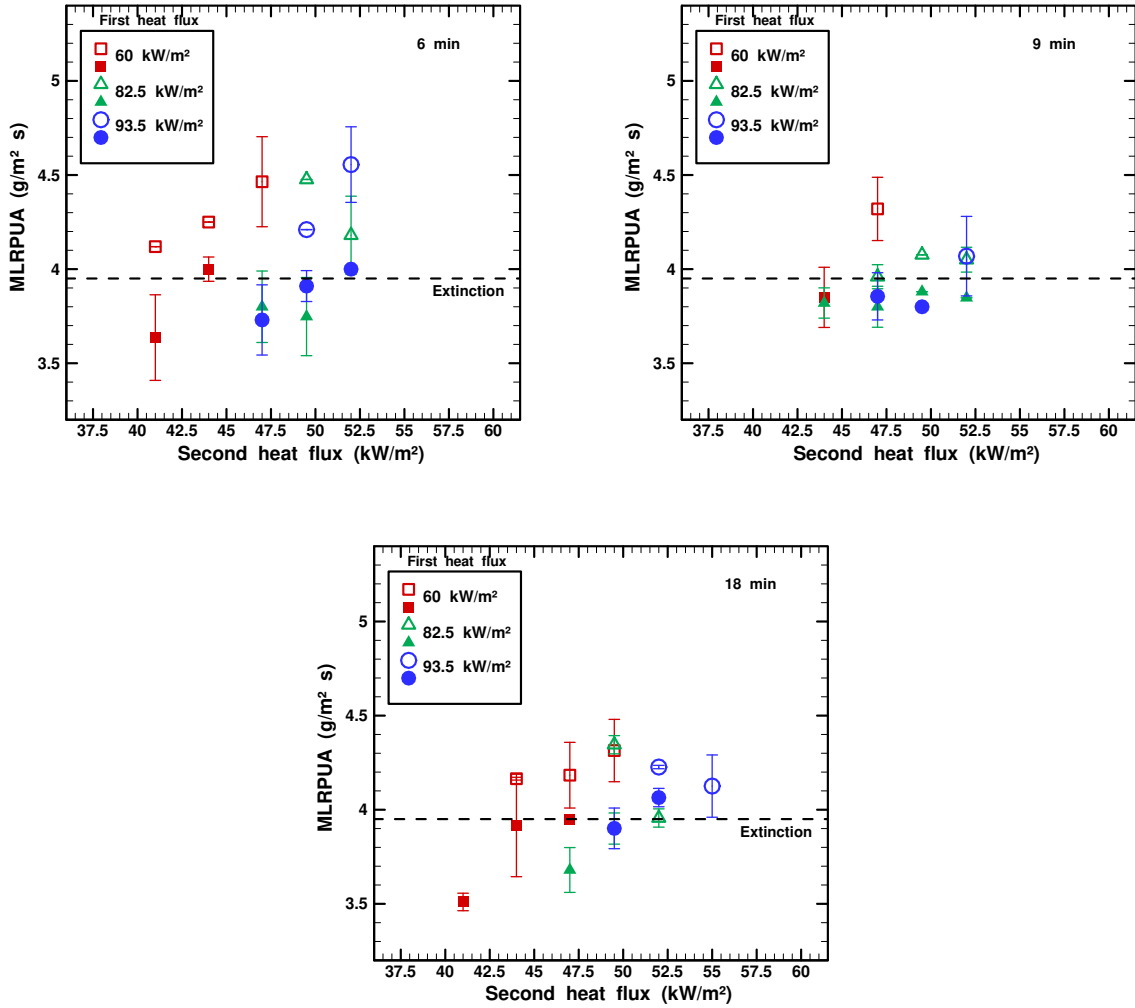 First heat flux
6 min
60 kW/m²
82.5 kW/m²
93.5 kW/m²
5
4.5
4
3.5
MLRPUA (g/m² s)
Extinction
37.5 40 42.5 45 47.5 50 52.5 55 57.5 60
Second heat flux (kW/m²)
First heat flux
9 min
60 kW/m²
82.5 kW/m²
93.5 kW/m²
5
4.5
4
3.5
MLRPUA (g/m² s)
Extinction
37.5 40 42.5 45 47.5 50 52.5 55 57.5 60
Second heat flux (kW/m²)
First heat flux
18 min
60 kW/m²
82.5 kW/m²
93.5 kW/m²
5
4.5
4
3.5
MLRPUA (g/m² s)
Extinction
37.5 40 42.5 45 47.5 50 52.5 55 57.5 60
Second heat flux (kW/m²)